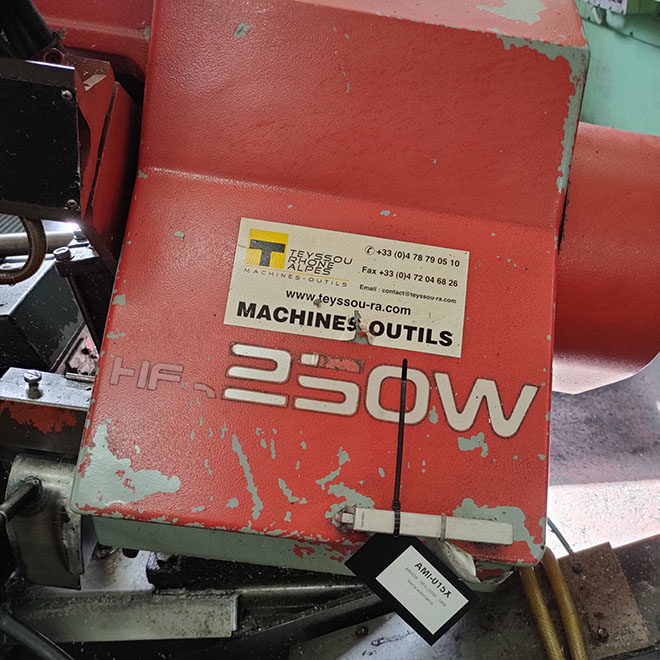 TEYSSOU
RHONE
ALPES
MACHINES-OUTILS
✆ +33 (0)4 78 79 05 10
Fax +33 (0)4 72 04 68 26
Email : contact@teyssou-ra.com
www.teyssou-ra.com
MACHINES OUTILS
HF 250W
AMI-U15X